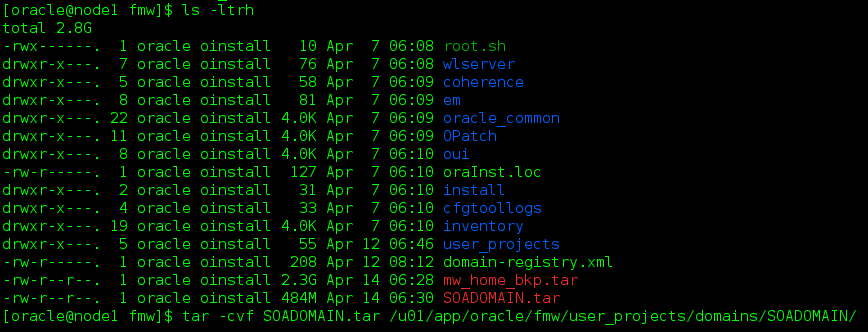 [oracle@node1 fmw]$ ls -ltrh
total 2.8G
-rwx------.  1 oracle oinstall   10 Apr  7 06:08 root.sh
drwxr-x---.  7 oracle oinstall   76 Apr  7 06:08 wlserver
drwxr-x---.  5 oracle oinstall   58 Apr  7 06:09 coherence
drwxr-x---.  8 oracle oinstall   81 Apr  7 06:09 em
drwxr-x---. 22 oracle oinstall 4.0K Apr  7 06:09 oracle_common
drwxr-x---. 11 oracle oinstall 4.0K Apr  7 06:09 OPatch
drwxr-x---.  8 oracle oinstall 4.0K Apr  7 06:10 oui
-rw-r-----.  1 oracle oinstall  127 Apr  7 06:10 oraInst.loc
drwxr-x---.  2 oracle oinstall   31 Apr  7 06:10 install
drwxr-x---.  4 oracle oinstall   33 Apr  7 06:10 cfgtoollogs
drwxr-x---. 19 oracle oinstall 4.0K Apr  7 06:10 inventory
drwxr-x---.  5 oracle oinstall   55 Apr 12 06:46 user_projects
-rw-r-----.  1 oracle oinstall  208 Apr 12 08:12 domain-registry.xml
-rw-r--r--.  1 oracle oinstall 2.3G Apr 14 06:28 mw_home_bkp.tar
-rw-r--r--.  1 oracle oinstall 484M Apr 14 06:30 SOADOMAIN.tar
[oracle@node1 fmw]$ tar -cvf SOADOMAIN.tar /u01/app/oracle/fmw/user_projects/domains/SOADOMAIN/